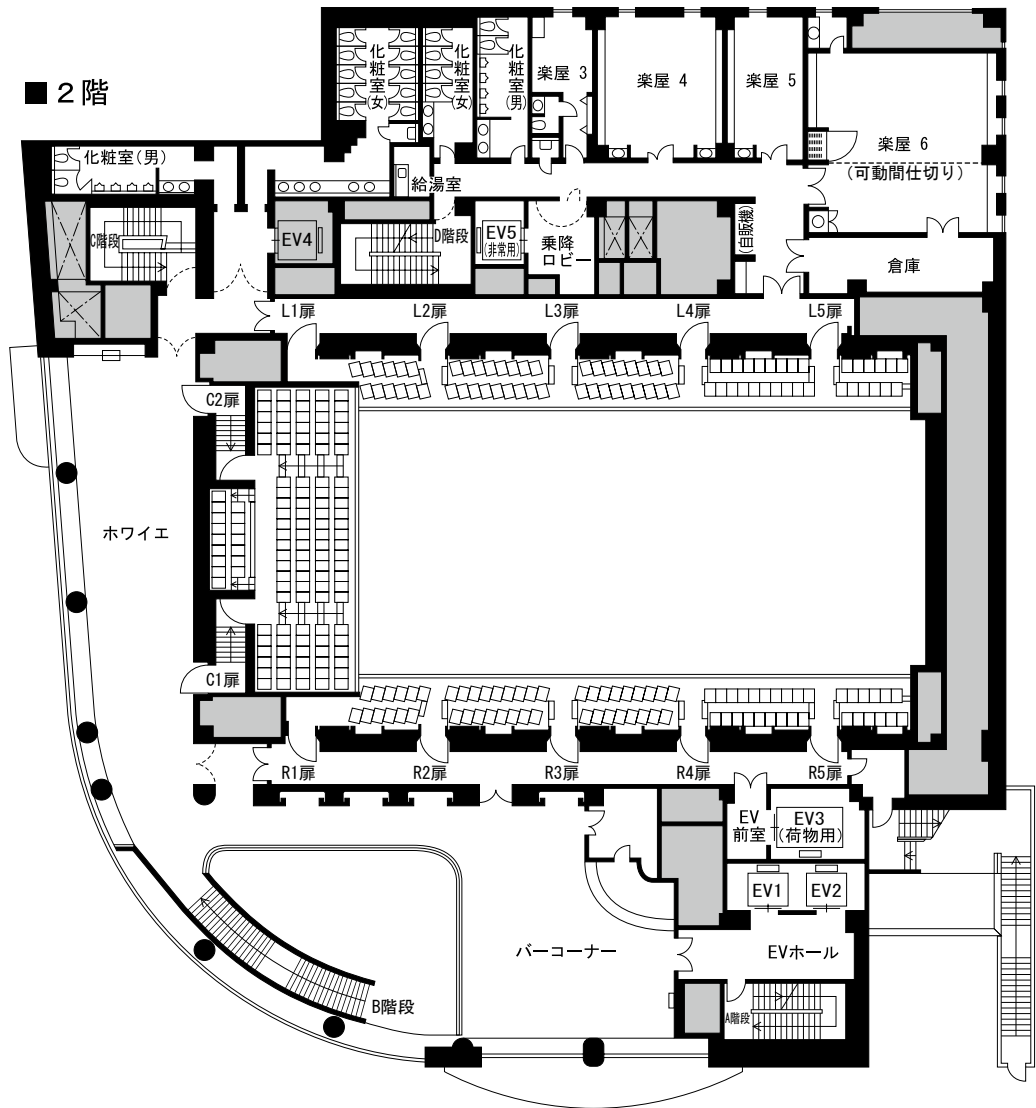 ■ 2階
化粧室(女)
化粧室(女)
化粧室(男)
楽屋 3
楽屋 4
楽屋 5
楽屋 6
(可動間仕切り)
化粧室(男)
給湯室
C階段
EV4
D階段
EV5
(非常用)
乗降
ロビー
(自販機)
倉庫
L1扉
L2扉
L3扉
L4扉
L5扉
C2扉
ホワイエ
C1扉
R1扉
R2扉
R3扉
R4扉
R5扉
EV
前室
EV3
(荷物用)
EV1
EV2
バーコーナー
EVホール
B階段
A階段